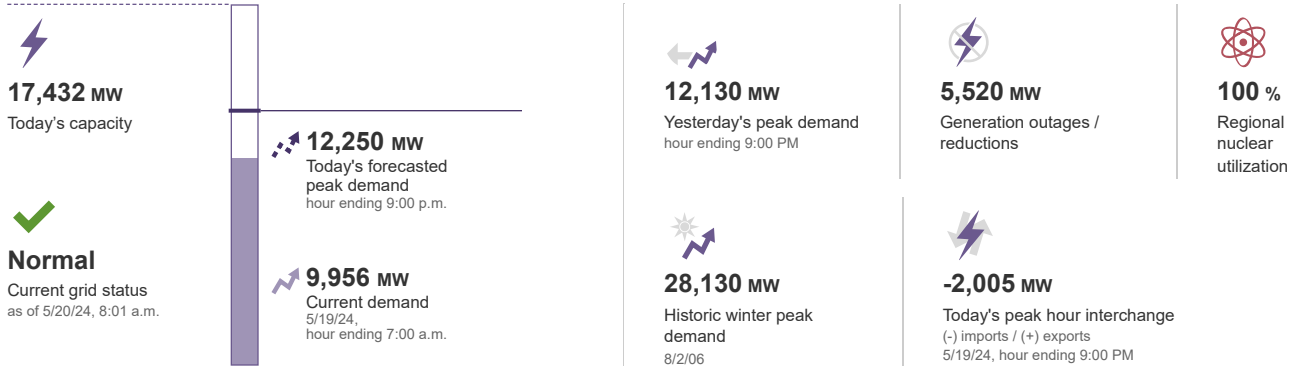 17,432 MW
Today's capacity
Normal
Current grid status
as of 5/20/24, 8:01 a.m.
12,250 MW
Today's forecasted
peak demand
hour ending 9:00 p.m.
9,956 MW
Current demand
5/19/24,
hour ending 7:00 a.m.
12,130 MW
Yesterday's peak demand
hour ending 9:00 PM
5,520 MW
Generation outages /
reductions
100 %
Regional
nuclear
utilization
28,130 MW
Historic winter peak
demand
8/2/06
-2,005 MW
Today's peak hour interchange
(-) imports / (+) exports
5/19/24, hour ending 9:00 PM